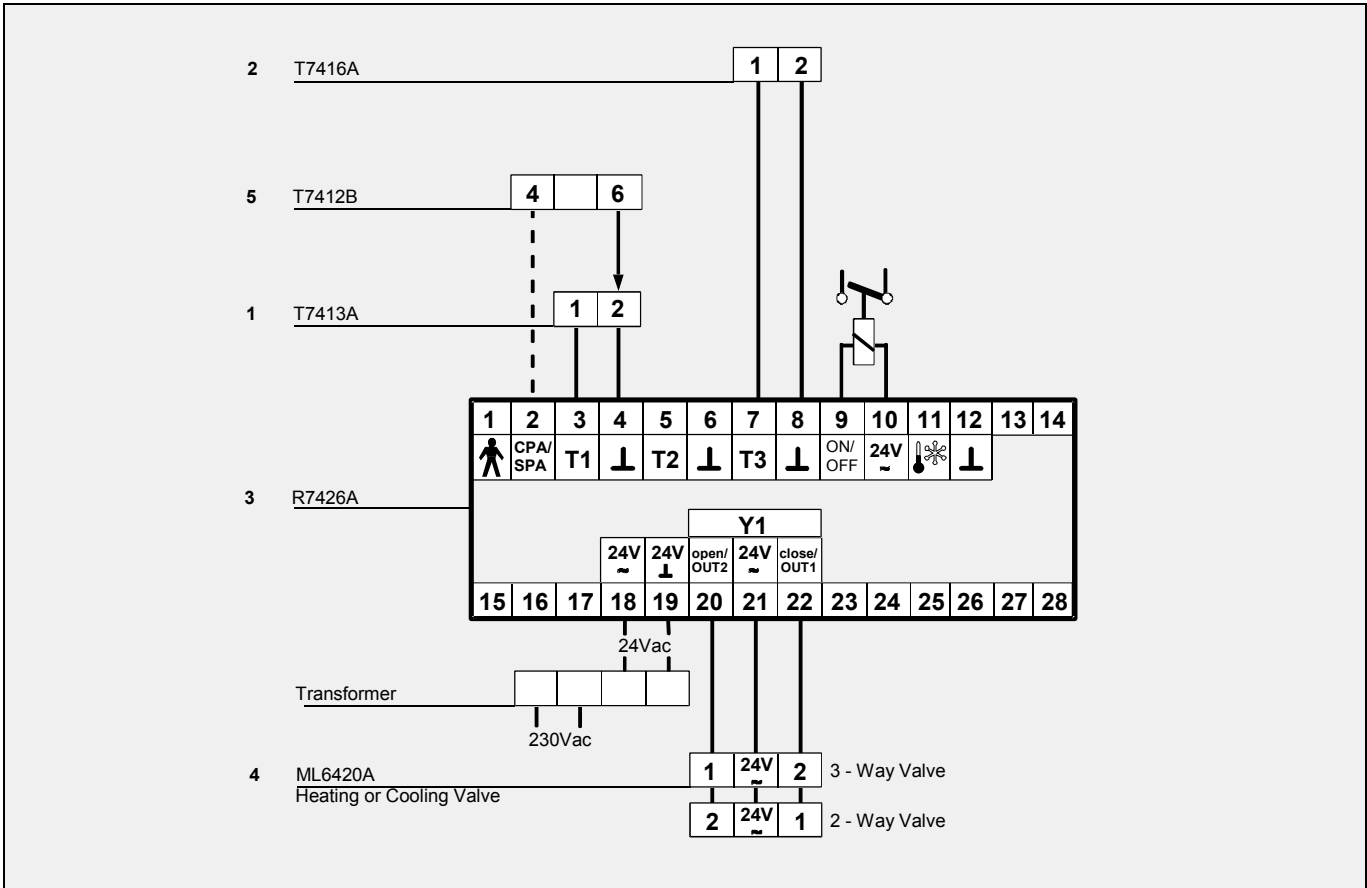 2 T7416A 1 2
5 T7412B 4 6
1 T7413A 1 2
1 2 3 4 5 6 7 8 9 10 11 12 13 14
CPA/ SPA T1 ⊥ T2 ⊥ T3 ⊥ ON/ OFF 24V ~ ⊥
3 R7426A
Y1
24V ~ 24V ⊥ open/ OUT2 24V ~ close/ OUT1
15 16 17 18 19 20 21 22 23 24 25 26 27 28
24Vac
Transformer
230Vac
4 ML6420A 1 24V ~ 2 3 - Way Valve
Heating or Cooling Valve
2 24V ~ 1 2 - Way Valve